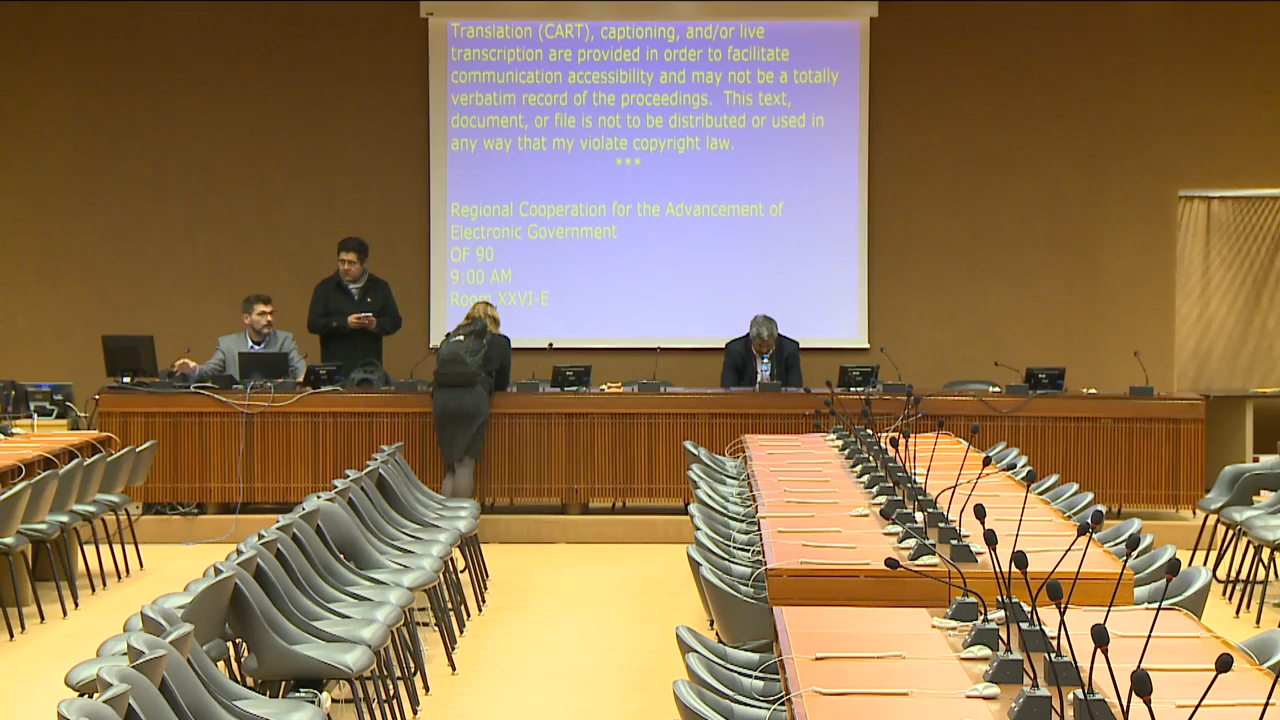 Translation (CART), captioning, and/or live
transcription are provided in order to facilitate
communication accessibility and may not be a totally
verbatim record of the proceedings.  This text,
document, or file is not to be distributed or used in
any way that my violate copyright law.
***
Regional Cooperation for the Advancement of
Electronic Government
OF 90
9:00 AM
Room XXVI-E